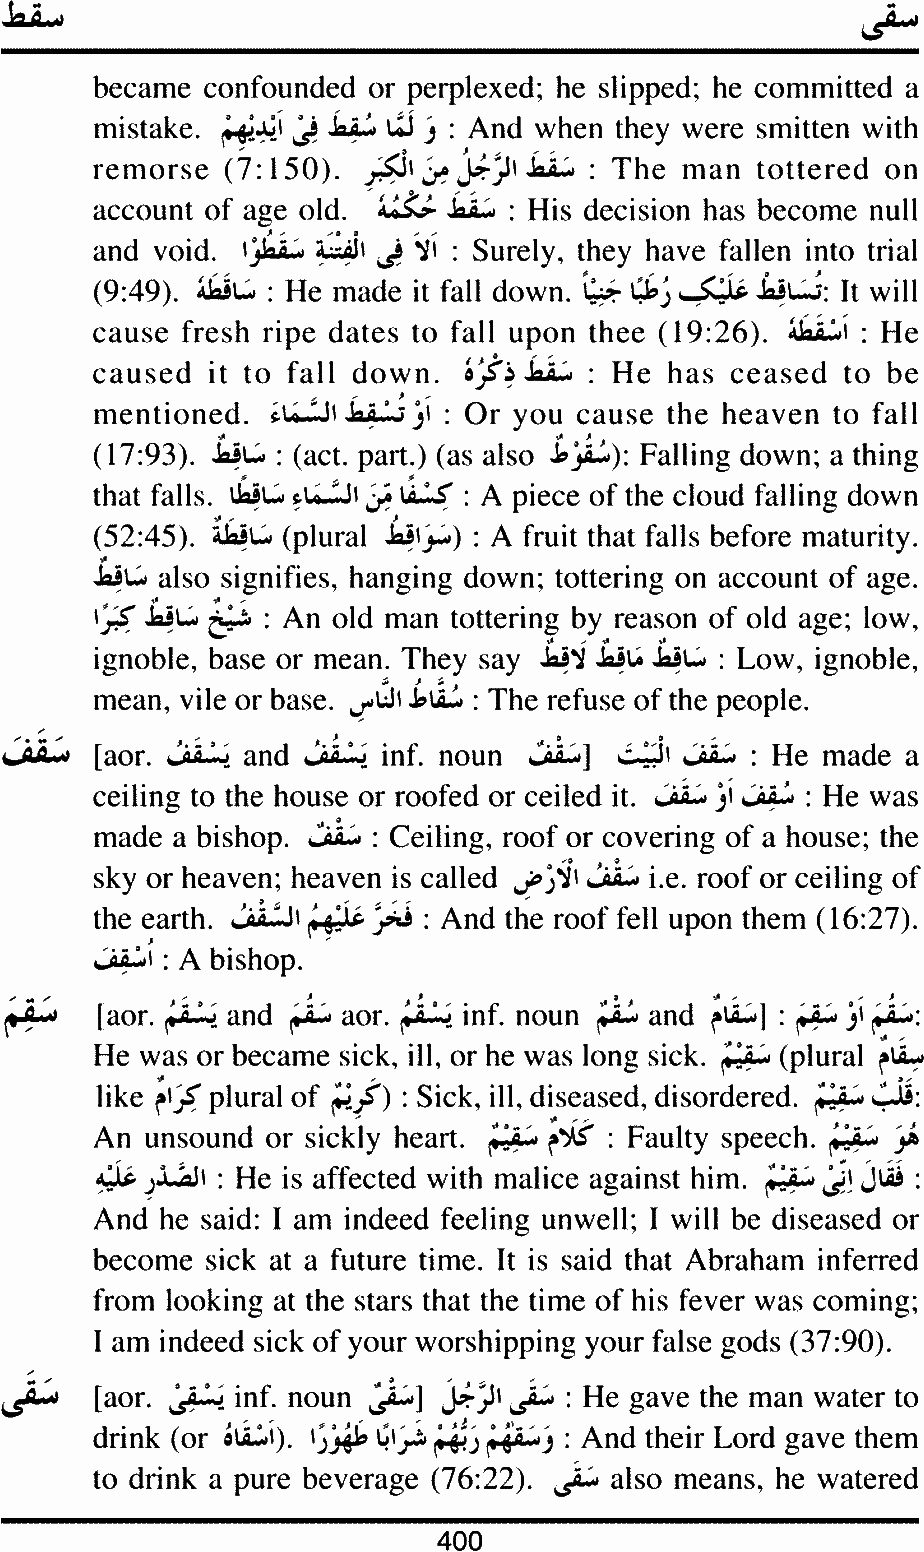 سقط سقی
became confounded or perplexed; he slipped; he committed a
mistake. وَ لَمَّا سُقِطَ فِیْ اَیْدِیْھِمْ : And when they were smitten with
remorse (7:150). سَقَطَ الرَّجُلُ مِنَ الْکِبَرِ : The man tottered on
account of age old. سَقَطَ حُکْمُہٗ : His decision has become null
and void. اَلَا فِی الْفِتْنَۃِ سَقَطُوْا : Surely, they have fallen into trial
(9:49). سَاقَطَہٗ : He made it fall down. تُسَاقِطْ عَلَیْکِ رُطَبًا جَنِیًّا: It will
cause fresh ripe dates to fall upon thee (19:26). اَسْقَطَہٗ : He
caused it to fall down. سَقَطَ ذِکْرُہٗ : He has ceased to be
mentioned. اَوْ تُسْقِطَ السَّمَاءَ : Or you cause the heaven to fall
(17:93). سَاقِطٌ : (act. part.) (as also سَقُوْطٌ): Falling down; a thing
that falls. کِسْفًا مِّنَ السَّمَاءِ سَاقِطًا : A piece of the cloud falling down
(52:45). سَاقِطَۃٌ (plural سَوَاقِطُ) : A fruit that falls before maturity.
سَاقِطٌ also signifies, hanging down; tottering on account of age.
شَیْخٌ سَاقِطٌ کِبَرًا : An old man tottering by reason of old age; low,
ignoble, base or mean. They say سَاقِطٌ مَاقِطٌ لَاقِطٌ : Low, ignoble,
mean, vile or base. سُقَّاطُ النَّاسِ : The refuse of the people.
سَقَفَ [aor. یَسْقَفُ and یَسْقُفُ inf. noun سَقْفٌ] سَقَفَ الْبَیْتَ : He made a
ceiling to the house or roofed or ceiled it. سُقِفَ اَوْ سَقَفَ : He was
made a bishop. سَقْفٌ : Ceiling, roof or covering of a house; the
sky or heaven; heaven is called سَقْفُ الْاَرْضِ i.e. roof or ceiling of
the earth. فَخَرَّ عَلَیْھِمُ السَّقْفُ : And the roof fell upon them (16:27).
اُسْقِفَ : A bishop.
سَقِمَ [aor. یَسْقَمُ and سَقُمَ aor. یَسْقُمُ inf. noun سُقْمٌ and سَقَامٌ] : سَقُمَ اَوْ سَقِمَ:
He was or became sick, ill, or he was long sick. سَقِیْمٌ (plural سِقَامٌ
like کِرَامٌ plural of کَرِیْمٌ) : Sick, ill, diseased, disordered. قَلْبٌ سَقِیْمٌ:
An unsound or sickly heart. کَلَامٌ سَقِیْمٌ : Faulty speech. ھُوَ سَقِیْمُ
الصَّدْرِ عَلَیْہِ : He is affected with malice against him. فَقَالَ اِنِّیْ سَقِیْمٌ :
And he said: I am indeed feeling unwell; I will be diseased or
become sick at a future time. It is said that Abraham inferred
from looking at the stars that the time of his fever was coming;
I am indeed sick of your worshipping your false gods (37:90).
سَقَی [aor. یَسْقِیْ inf. noun سَقْیٌ] سَقَی الرَّجُلَ : He gave the man water to
drink (or اَسْقَاہُ). وَسَقٰھُمْ رَبُّھُمْ شَرَابًا طَھُوْرًا : And their Lord gave them
to drink a pure beverage (76:22). سَقَی also means, he watered
400